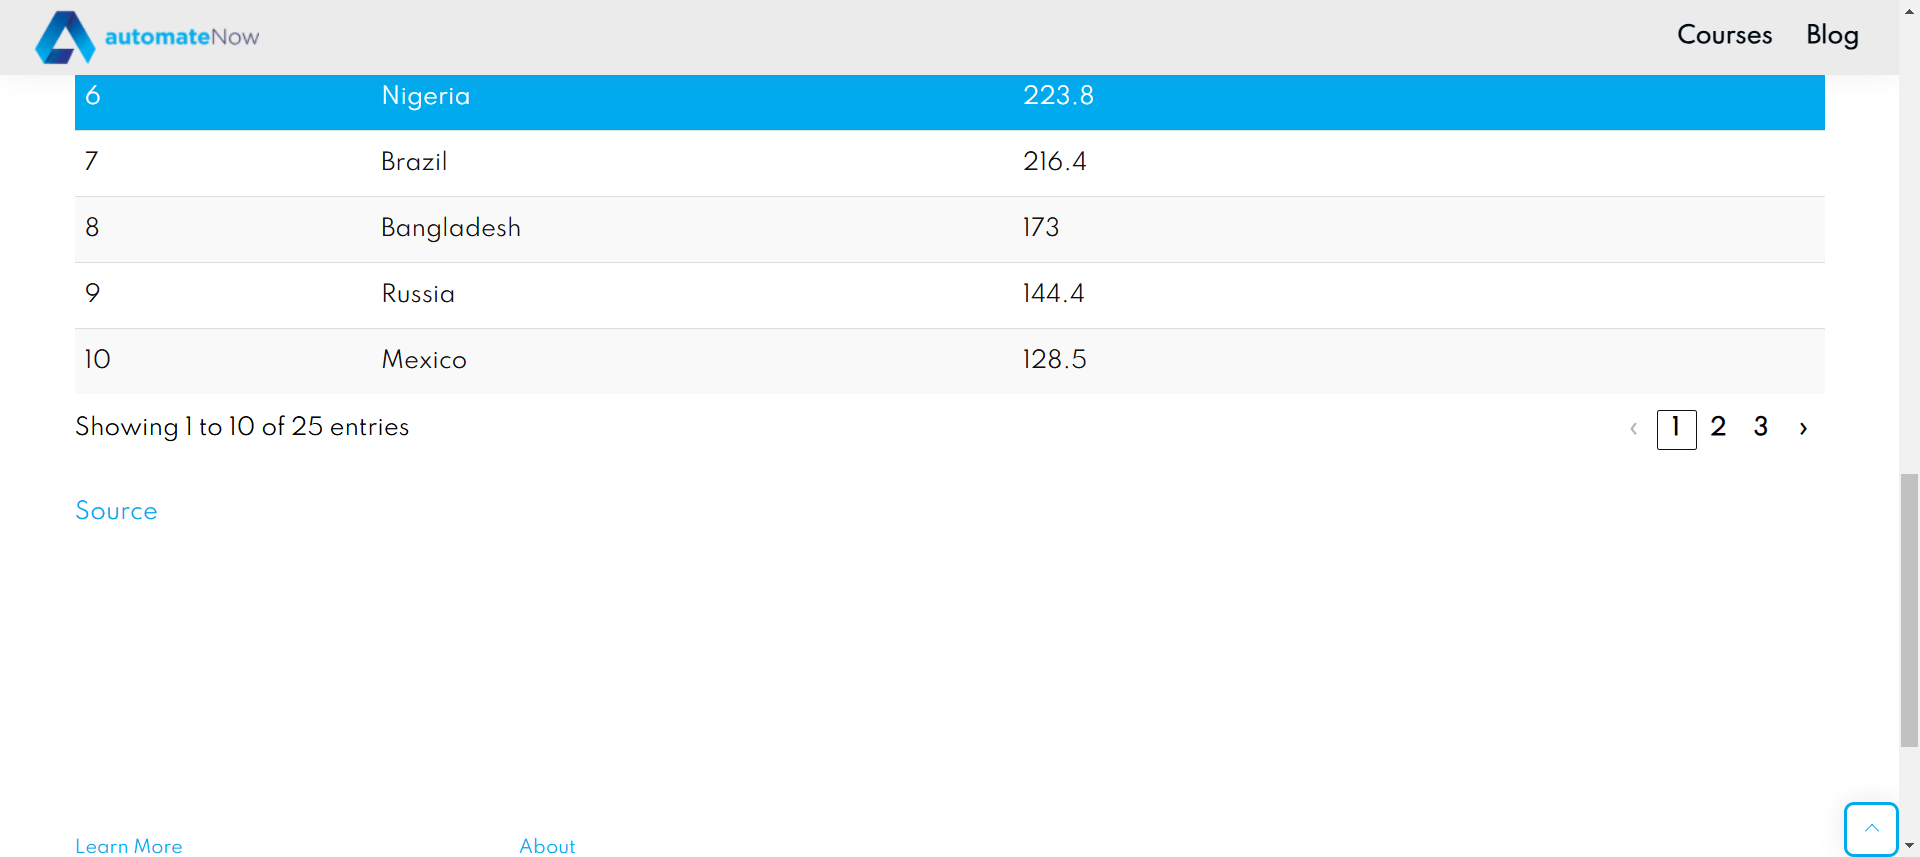 automateNow
Courses Blog
6 Nigeria 223.8
7 Brazil 216.4
8 Bangladesh 173
9 Russia 144.4
10 Mexico 128.5
Showing 1 to 10 of 25 entries ‹ 1 2 3 ›
Source
Learn More About